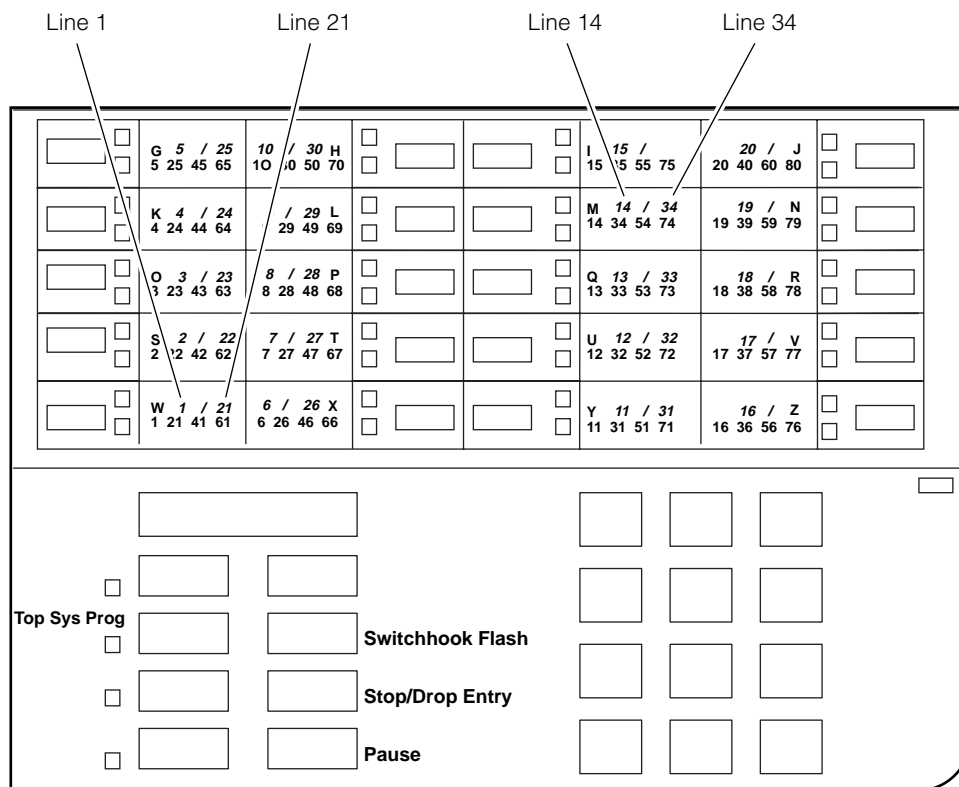 Line 1 Line 21 Line 14 Line 34
G 5 / 25 10 / 30 H I 15 / 20 / J
5 25 45 65 1O 50 70 15 55 75 20 40 60 80
K 4 / 24 / 29 L M 14 / 34 19 / N
4 24 44 64 29 49 69 14 34 54 74 19 39 59 79
O 3 / 23 8 / 28 P Q 13 / 33 18 / R
23 43 63 8 28 48 68 13 33 53 73 18 38 58 78
S 2 / 22 7 / 27 T U 12 / 32 17 / V
2 22 42 62 7 27 47 67 12 32 52 72 17 37 57 77
W 1 / 21 6 / 26 X Y 11 / 31 16 / Z
1 21 41 61 6 26 46 66 11 31 51 71 16 36 56 76
Top Sys Prog
Switchhook Flash
Stop/Drop Entry
Pause